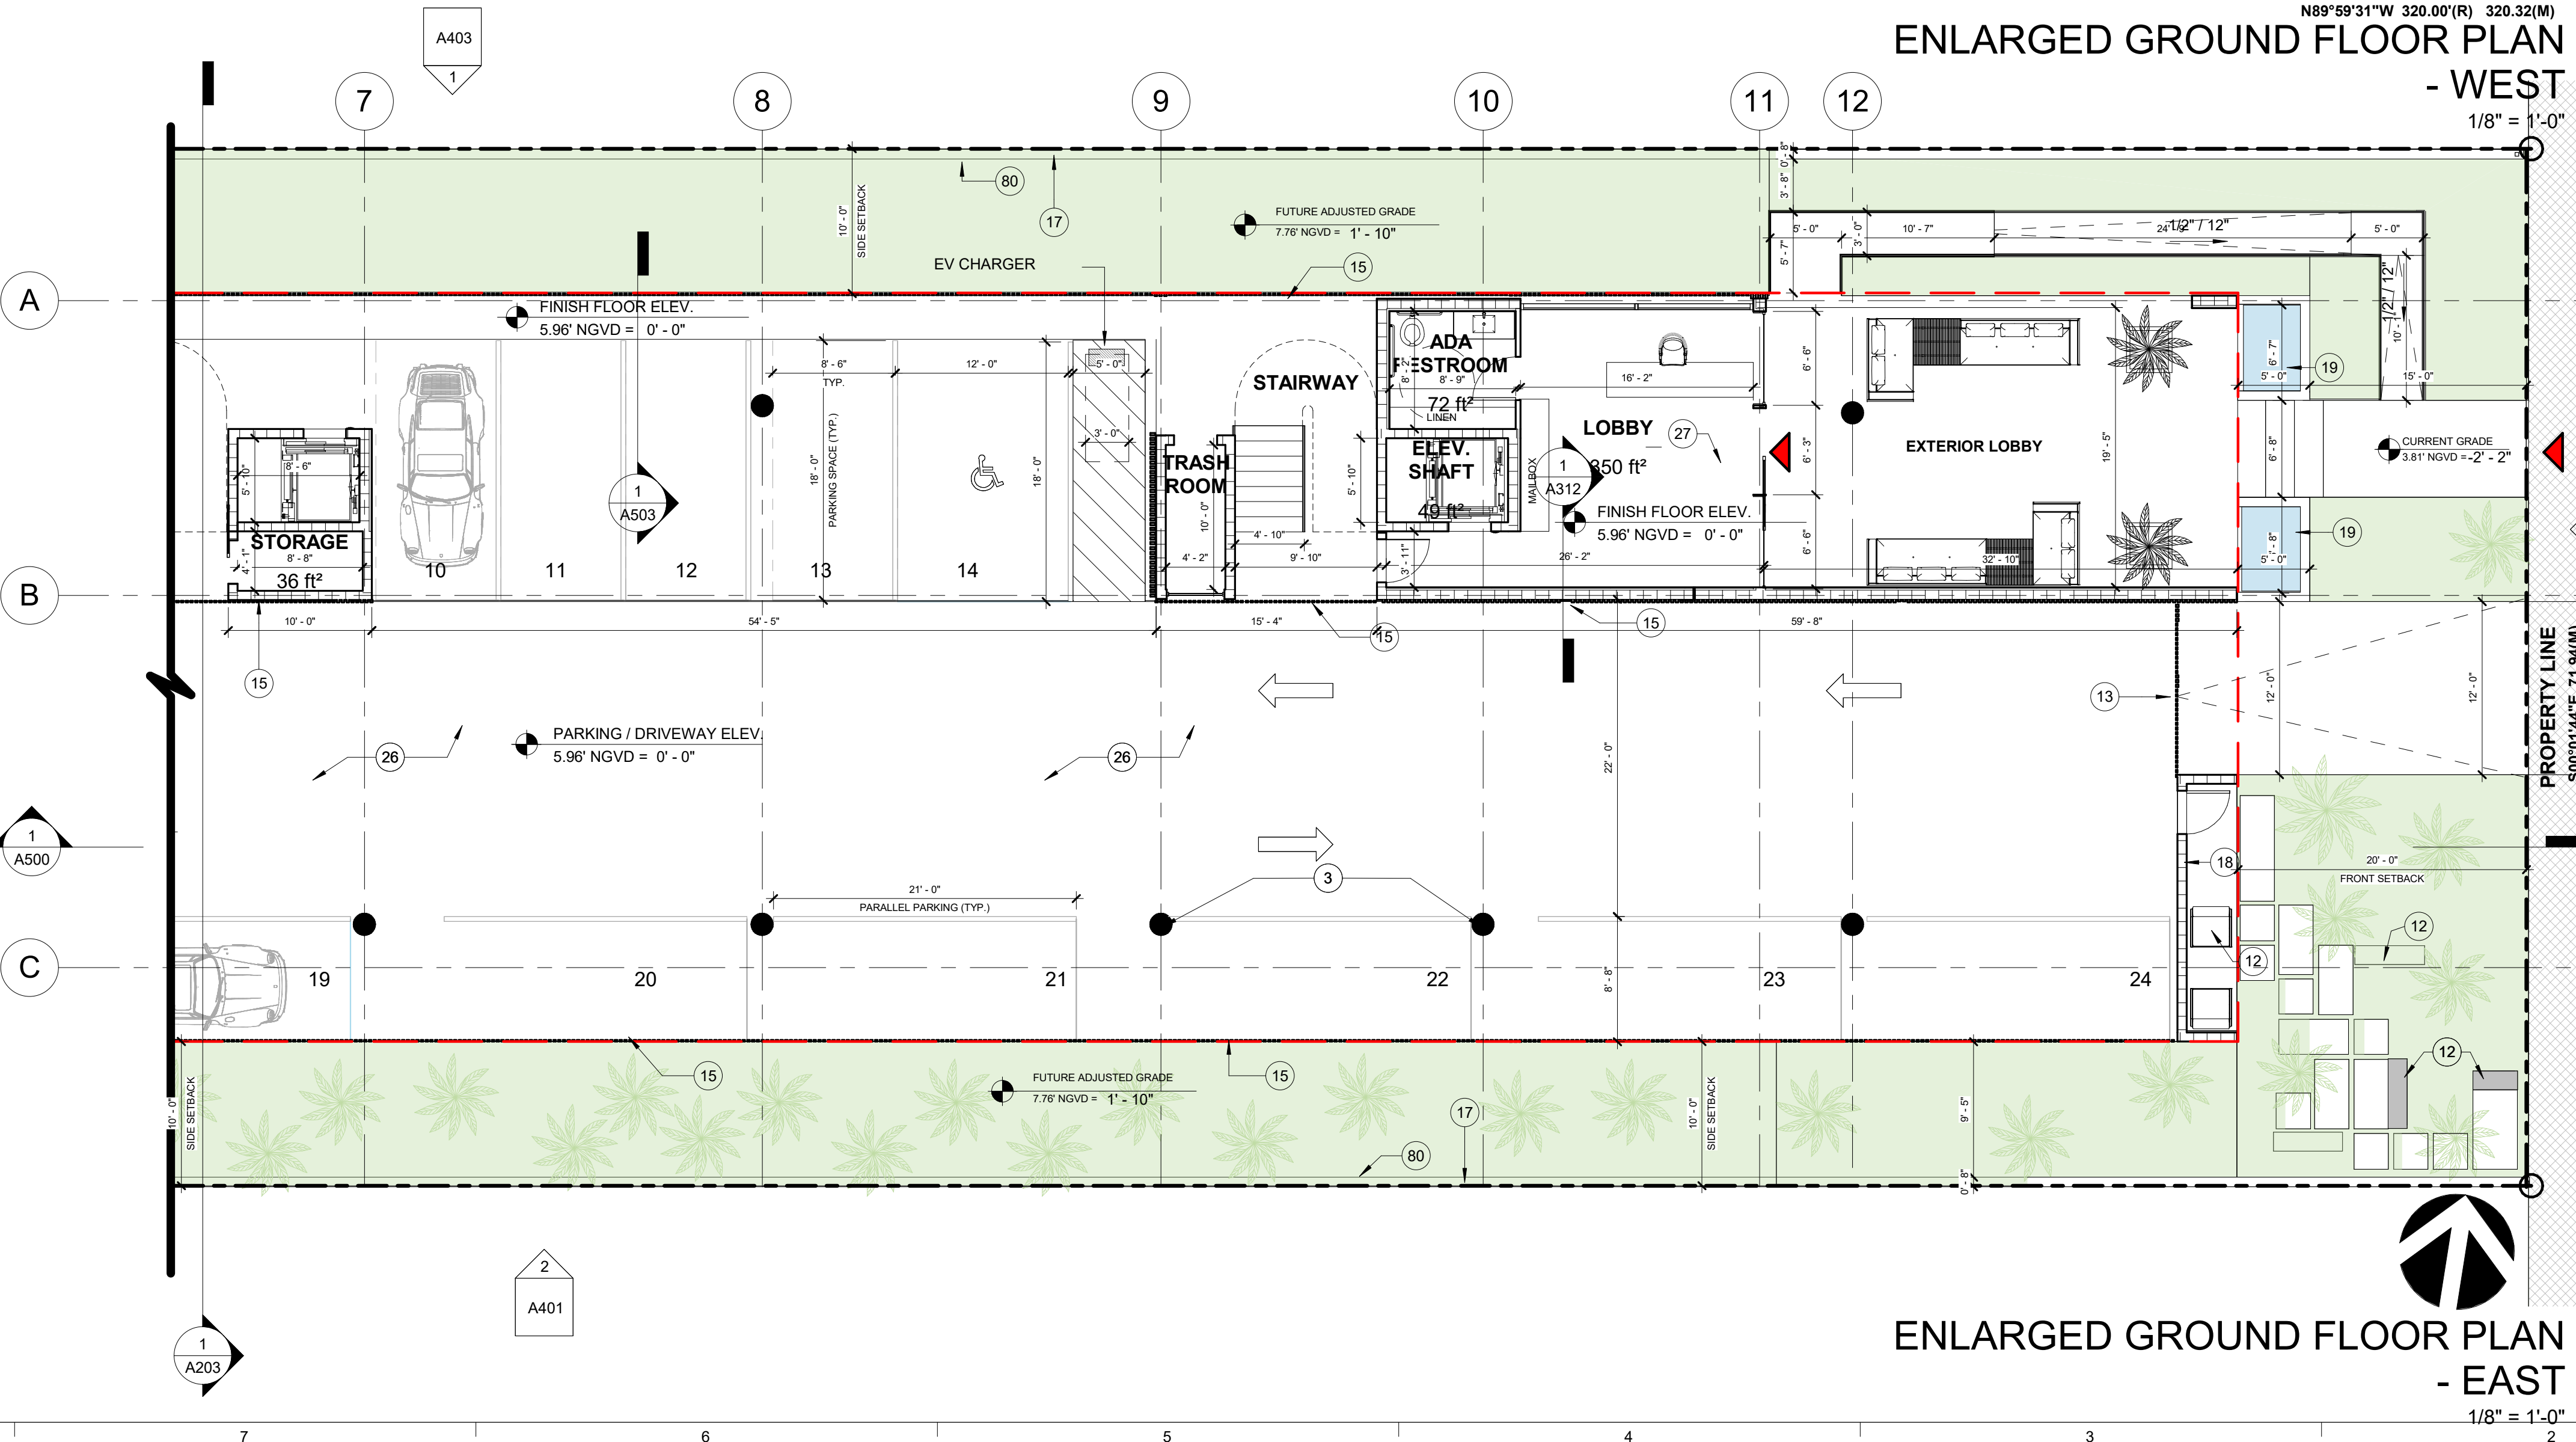 N89°59'31"W 320.00'(R) 320.32(M)
ENLARGED GROUND FLOOR PLAN
- WEST
1/8" = 1'-0"
A403
1
7
8
9
10
11
12
80
17
10' - 0"
SIDE SETBACK
FUTURE ADJUSTED GRADE
7.76' NGVD = 1' - 10"
0' - 8"
3' - 8"
5' - 7"
5' - 0"
3' - 0"
10' - 7"
1/2" / 12"
5' - 0"
1/2" / 12"
10' - 1"
EV CHARGER
15
A
FINISH FLOOR ELEV.
5.96' NGVD = 0' - 0"
8' - 6"
TYP.
12' - 0"
5' - 0"
3' - 0"
18' - 0"
PARKING SPACE (TYP.)
18' - 0"
STAIRWAY
ADA
RESTROOM
8' - 2"
8' - 9"
72 ft²
LINEN
16' - 2"
6' - 6"
6' - 7"
5' - 0"
19
15' - 0"
LOBBY
350 ft²
27
6' - 3"
EXTERIOR LOBBY
19' - 5"
6' - 8"
CURRENT GRADE
3.81' NGVD = -2' - 2"
8' - 6"
5' - 10"
1
A503
TRASH
ROOM
10' - 0"
4' - 2"
4' - 10"
9' - 10"
5' - 10"
ELEV.
SHAFT
49 ft²
MAILBOX
1
A312
FINISH FLOOR ELEV.
5.96' NGVD = 0' - 0"
3' - 11"
26' - 2"
6' - 6"
32' - 10"
5' - 0"
19
STORAGE
8' - 8"
4' - 1"
36 ft²
10
11
12
13
14
B
10' - 0"
54' - 5"
15' - 4"
59' - 8"
15
15
15
13
12' - 0"
12' - 0"
PROPERTY LINE
S00°01'44"E 71.94(M)
26
PARKING / DRIVEWAY ELEV.
5.96' NGVD = 0' - 0"
26
22' - 0"
1
A500
18
20' - 0"
FRONT SETBACK
3
21' - 0"
PARALLEL PARKING (TYP.)
12
12
C
19
20
21
22
23
24
8' - 8"
15
15
12
10' - 0"
SIDE SETBACK
FUTURE ADJUSTED GRADE
7.76' NGVD = 1' - 10"
17
10' - 0"
SIDE SETBACK
9' - 5"
0' - 8"
80
2
A401
1
A203
ENLARGED GROUND FLOOR PLAN
- EAST
1/8" = 1'-0"
7
6
5
4
3
2